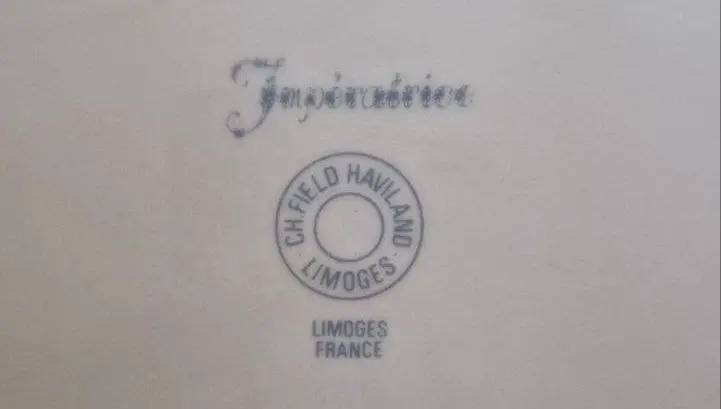 Impératrice
CH. FIELD HAVILAND
LIMOGES
LIMOGES
FRANCE